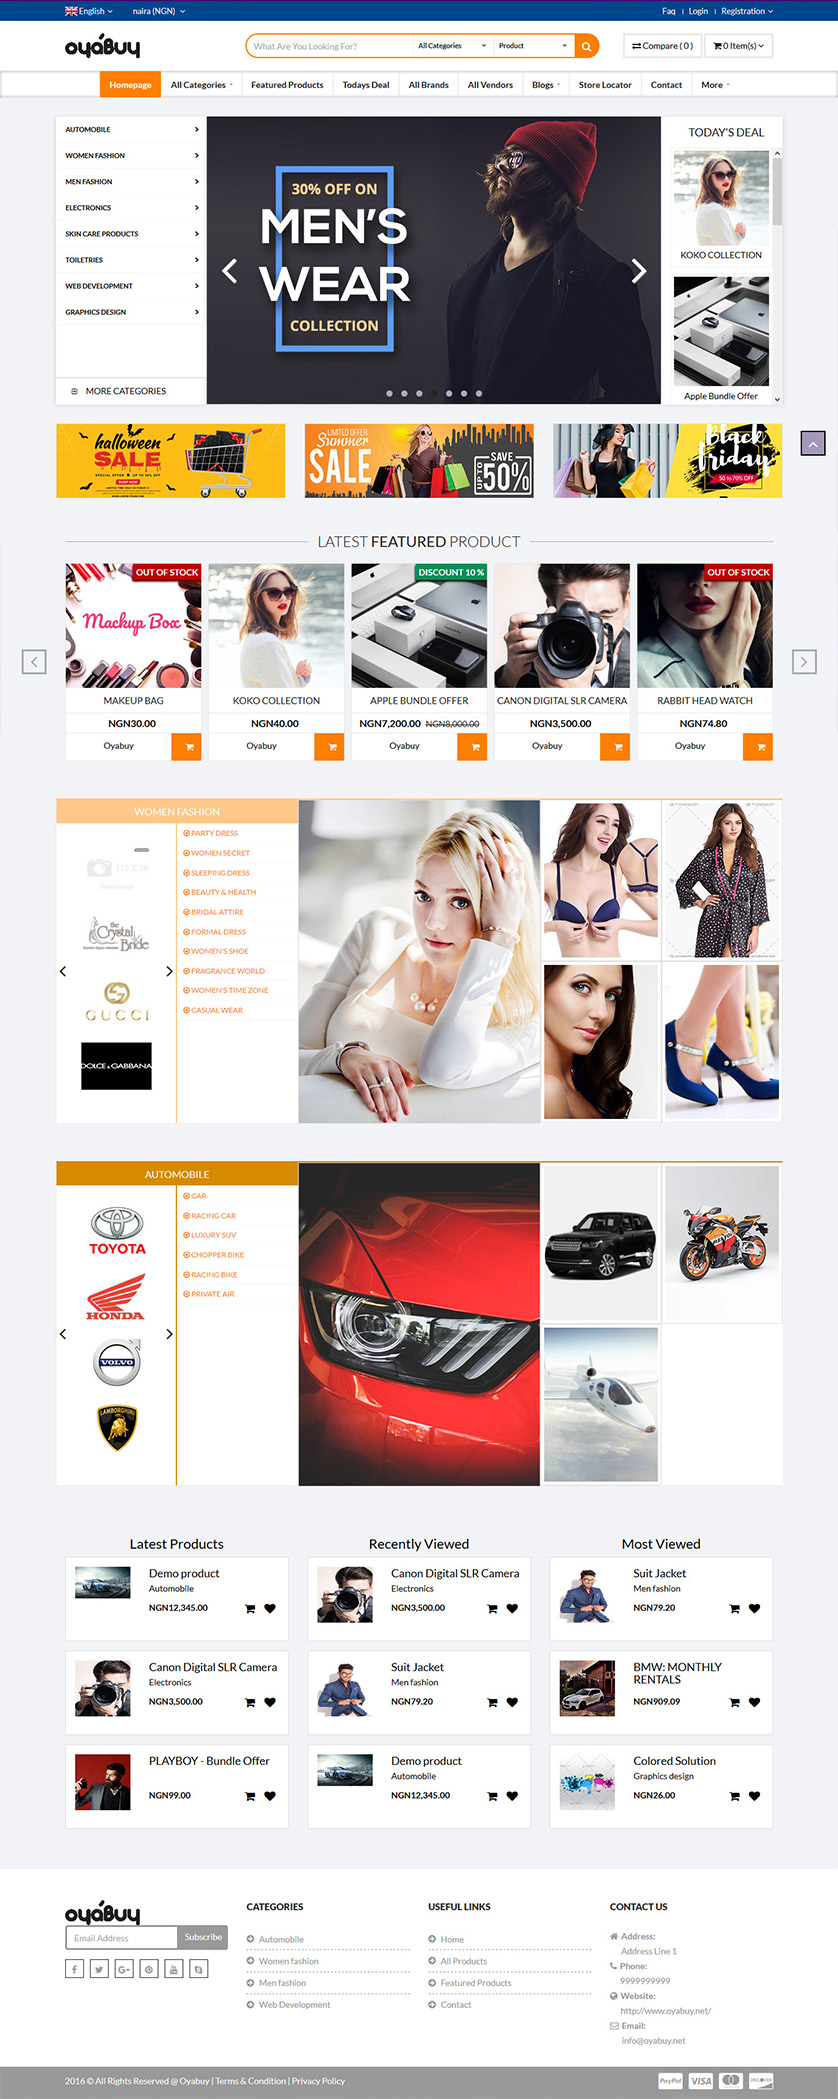 English
naira (NGN)
Faq
Login
Registration
oyaBuy
What Are You Looking For?
All Categories
Product
Compare ( 0 )
0 Item(s)
Homepage
All Categories
Featured Products
Todays Deal
All Brands
All Vendors
Blogs
Store Locator
Contact
More
AUTOMOBILE
WOMEN FASHION
MEN FASHION
ELECTRONICS
SKIN CARE PRODUCTS
TOILETRIES
WEB DEVELOPMENT
GRAPHICS DESIGN
MORE CATEGORIES
30% OFF ON
MEN'S
WEAR
COLLECTION
TODAY'S DEAL
KOKO COLLECTION
Apple Bundle Offer
halloween
SALE
SPECIAL OFFER UP TO 50% OFF
SHOP NOW
LIMITED OFFER
Summer
SALE
SAVE
UP TO 50%
Black
friday
50 to 70% OFF
LATEST FEATURED PRODUCT
OUT OF STOCK
Mackup Box
MAKEUP BAG
NGN30.00
Oyabuy
KOKO COLLECTION
NGN40.00
Oyabuy
DISCOUNT 10 %
APPLE BUNDLE OFFER
NGN7,200.00 NGN8,000.00
Oyabuy
CANON DIGITAL SLR CAMERA
NGN3,500.00
Oyabuy
OUT OF STOCK
RABBIT HEAD WATCH
NGN74.80
Oyabuy
WOMEN FASHION
113 X 76
Brand image
the Crystal Bride
GUCCI
DOLCE & GABBANA
PARTY DRESS
WOMEN SECRET
SLEEPING DRESS
BEAUTY & HEALTH
BRIDAL ATTIRE
FORMAL DRESS
WOMEN'S SHOE
FRAGRANCE WORLD
WOMEN'S TIME ZONE
CASUAL WEAR
AUTOMOBILE
TOYOTA
HONDA
VOLVO
LAMBORGHINI
CAR
RACING CAR
LUXURY SUV
CHOPPER BIKE
RACING BIKE
PRIVATE AIR
Latest Products
Demo product
Automobile
NGN12,345.00
Canon Digital SLR Camera
Electronics
NGN3,500.00
PLAYBOY - Bundle Offer
NGN99.00
Recently Viewed
Canon Digital SLR Camera
Electronics
NGN3,500.00
Suit Jacket
Men fashion
NGN79.20
Demo product
Automobile
NGN12,345.00
Most Viewed
Suit Jacket
Men fashion
NGN79.20
BMW: MONTHLY
RENTALS
NGN909.09
Colored Solution
Graphics design
NGN26.00
oyaBuy
Email Address
Subscribe
CATEGORIES
Automobile
Women fashion
Men fashion
Web Development
USEFUL LINKS
Home
All Products
Featured Products
Contact
CONTACT US
Address:
Address Line 1
Phone:
9999999999
Website:
http://www.oyabuy.net/
Email:
info@oyabuy.net
2016 © All Rights Reserved @ Oyabuy | Terms & Condition | Privacy Policy
PayPal
VISA
DISCOVER